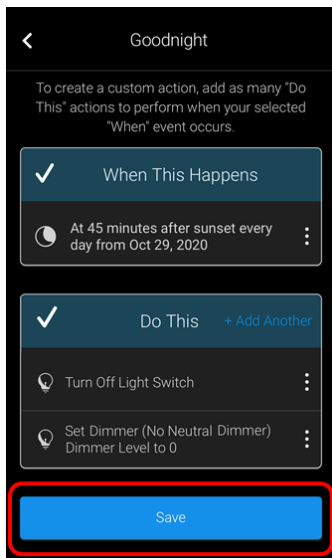 Goodnight
To create a custom action, add as many "Do
This" actions to perform when your selected
"When" event occurs.
When This Happens
At 45 minutes after sunset every
day from Oct 29, 2020
Do This + Add Another
Turn Off Light Switch
Set Dimmer (No Neutral Dimmer)
Dimmer Level to 0
Save